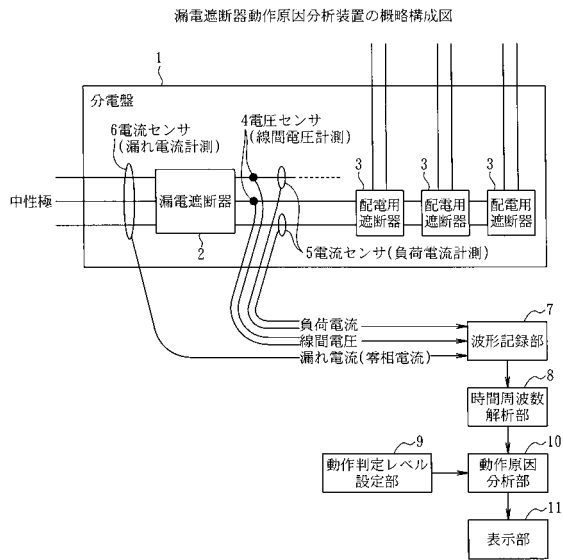 漏電遮断器動作原因分析装置の概略構成図
1
分電盤
6電流センサ
(漏れ電流計測)
4電圧センサ
(線間電圧計測)
3
3
3
中性極
漏電遮断器
配電用
遮断器
配電用
遮断器
配電用
遮断器
2
5電流センサ(負荷電流計測)
負荷電流
線間電圧
漏れ電流(零相電流)
7
波形記録部
8
時間周波数
解析部
9
動作判定レベル
設定部
10
動作原因
分析部
11
表示部